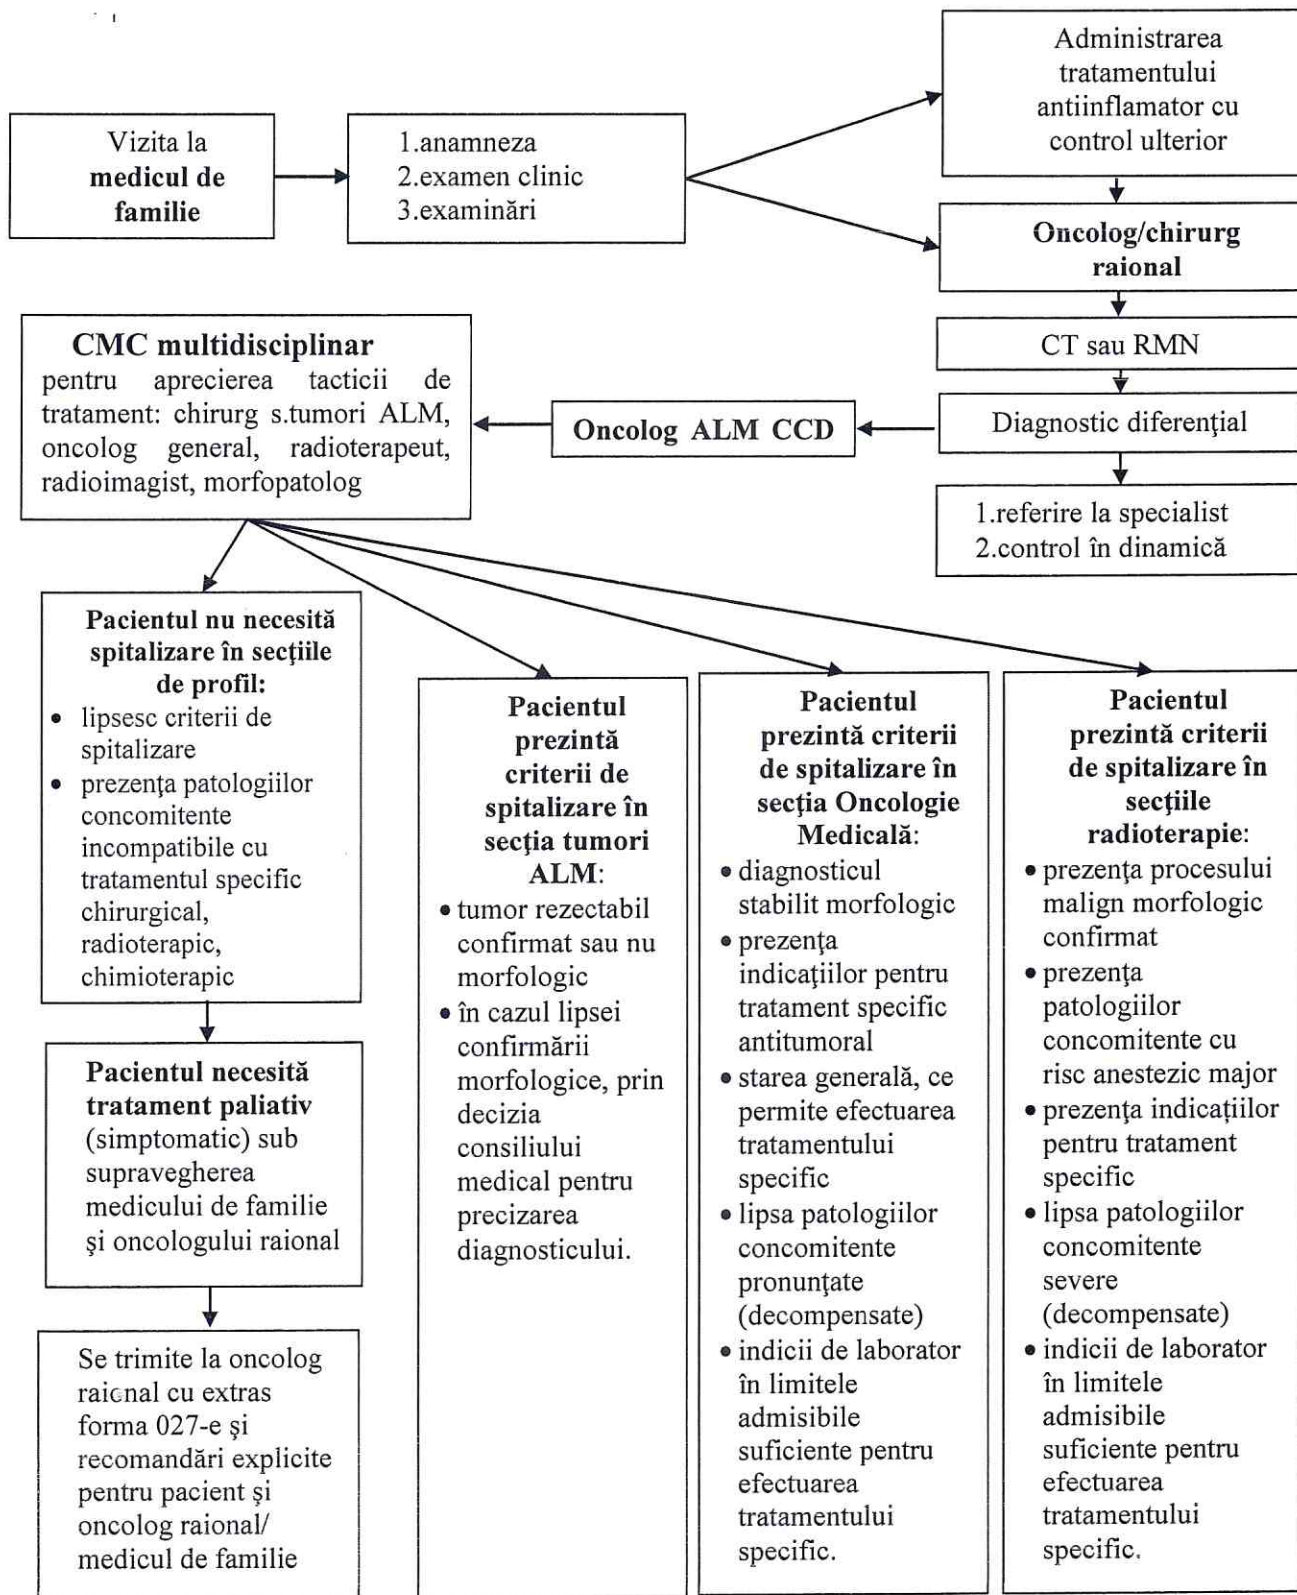 Vizita la
medicul de
familie
1.anamneza
2.examen clinic
3.examinări
Administrarea
tratamentului
antiinflamator cu
control ulterior
Oncolog/chirurg
raional
CT sau RMN
Diagnostic diferenţial
1.referire la specialist
2.control în dinamică
Oncolog ALM CCD
CMC multidisciplinar
pentru aprecierea tacticii de
tratament: chirurg s.tumori ALM,
oncolog general, radioterapeut,
radioimagist, morfopatolog
Pacientul nu necesită
spitalizare în secţiile
de profil:
• lipsesc criterii de
spitalizare
• prezenţa patologiilor
concomitente
incompatibile cu
tratamentul specific
chirurgical,
radioterapic,
chimioterapic
Pacientul necesită
tratament paliativ
(simptomatic) sub
supravegherea
medicului de familie
şi oncologului raional
Se trimite la oncolog
raional cu extras
forma 027-e şi
recomandări explicite
pentru pacient şi
oncolog raional/
medicul de familie
Pacientul
prezintă
criterii de
spitalizare în
secţia tumori
ALM:
• tumor rezectabil
confirmat sau nu
morfologic
• în cazul lipsei
confirmării
morfologice, prin
decizia
consiliului
medical pentru
precizarea
diagnosticului.
Pacientul
prezintă criterii
de spitalizare în
secţia Oncologie
Medicală:
• diagnosticul
stabilit morfologic
• prezenţa
indicaţiilor pentru
tratament specific
antitumoral
• starea generală, ce
permite efectuarea
tratamentului
specific
• lipsa patologiilor
concomitente
pronunţate
(decompensate)
• indicii de laborator
în limitele
admisibile
suficiente pentru
efectuarea
tratamentului
specific.
Pacientul
prezintă criterii
de spitalizare în
secţiile
radioterapie:
• prezenţa procesului
malign morfologic
confirmat
• prezenţa
patologiilor
concomitente cu
risc anestezic major
• prezenţa indicaţiilor
pentru tratament
specific
• lipsa patologiilor
concomitente
severe
(decompensate)
• indicii de laborator
în limitele
admisibile
suficiente pentru
efectuarea
tratamentului
specific.